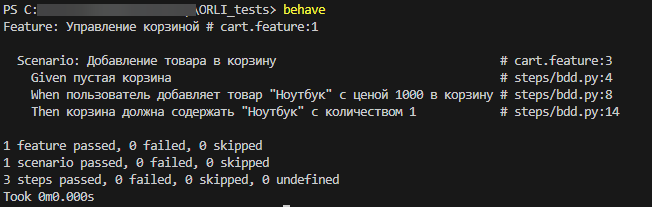 PS C:\ORLI_tests> behave
Feature: Управление корзиной # cart.feature:1
Scenario: Добавление товара в корзину # cart.feature:3
Given пустая корзина # steps/bdd.py:4
When пользователь добавляет товар "Ноутбук" с ценой 1000 в корзину # steps/bdd.py:8
Then корзина должна содержать "Ноутбук" с количеством 1 # steps/bdd.py:14
1 feature passed, 0 failed, 0 skipped
1 scenario passed, 0 failed, 0 skipped
3 steps passed, 0 failed, 0 skipped, 0 undefined
Took 0m0.000s